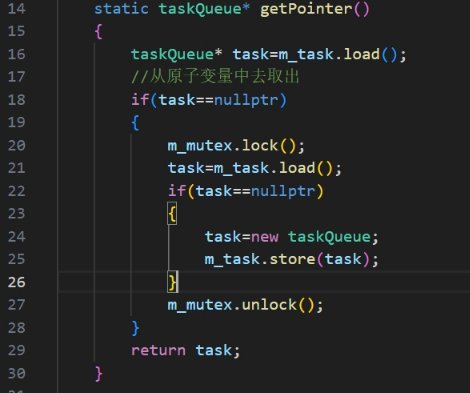 14 static taskQueue* getPointer()
15 {
16 taskQueue* task=m_task.load();
17 //从原子变量中去取出
18 if(task==nullptr)
19 {
20 m_mutex.lock();
21 task=m_task.load();
22 if(task==nullptr)
23 {
24 task=new taskQueue;
25 m_task.store(task);
26 }
27 m_mutex.unlock();
28 }
29 return task;
30 }